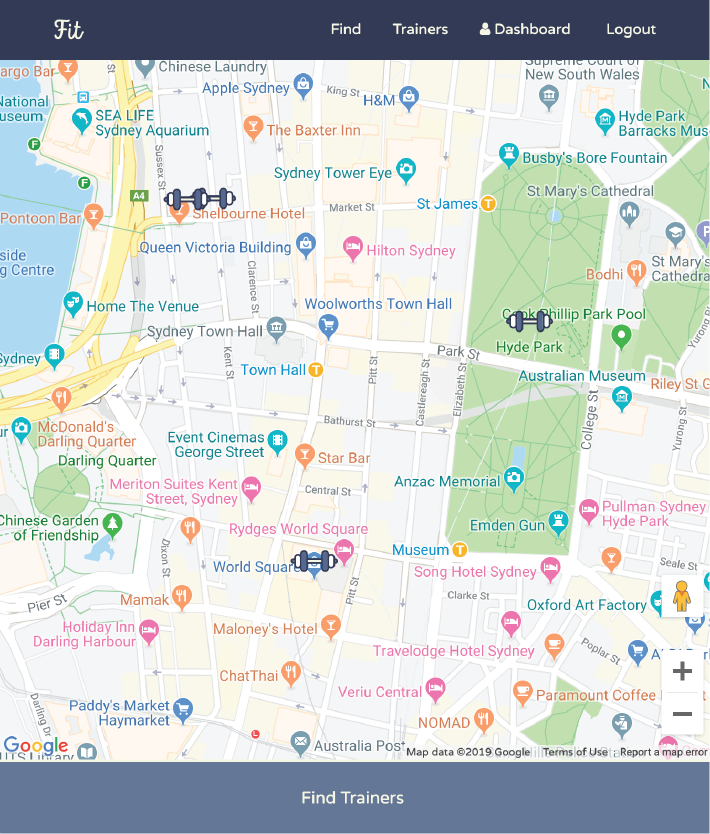 Fit
Find
Trainers
Dashboard
Logout
Chinese Laundry
Supreme Court of
New South Wales
argo Bar
Apple Sydney
King St
H&M
National
useum
SEA LIFE
Sydney Aquarium
Hyde Park
Barracks Mus
The Baxter Inn
Sussex St
Busby's Bore Fountain
Sydney Tower Eye
F
F
A4
St Mary's Cathedral
Market St
St James
T
Pontoon Bar
Shelbourne Hotel
Queen Victoria Building
Hilton Sydney
St Mary's
Cathedra
side
g Centre
Bodhi
Clarence St
Home The Venue
Woolworths Town Hall
Cook Phillip Park Pool
Sydney Town Hall
Hyde Park
Yurong
Sydney
Kent St
Park St
Town Hall
T
Pitt St
Castlereagh St
Elizabeth St
Australian Museum
Riley St G
College St
McDonald's
Darling Quarter
Bathurst St
Yurong St
Event Cinemas
George Street
Star Bar
Darling Quarter
Meriton Suites Kent
Street, Sydney
Central St
Anzac Memorial
Pullman Sydney
Hyde Park
Chinese Garden
of Friendship
Rydges World Square
Emden Gun
Museum
T
Dixon St
World Square
Song Hotel Sydney
Seale St
Pitt St
Pier St
Mamak
Clarke St
Oxford Art Factory
Holiday Inn
Darling Harbour
Maloney's Hotel
Travelodge Hotel Sydney
Poplar St
ChatThai
Veriu Central
Paramount Coffee
Paddy's Market
Haymarket
NOMAD
Darling Dr
Australia Post
Google
UTS Library
Map data ©2019 Google
Terms of Use
Report a map error
Find Trainers